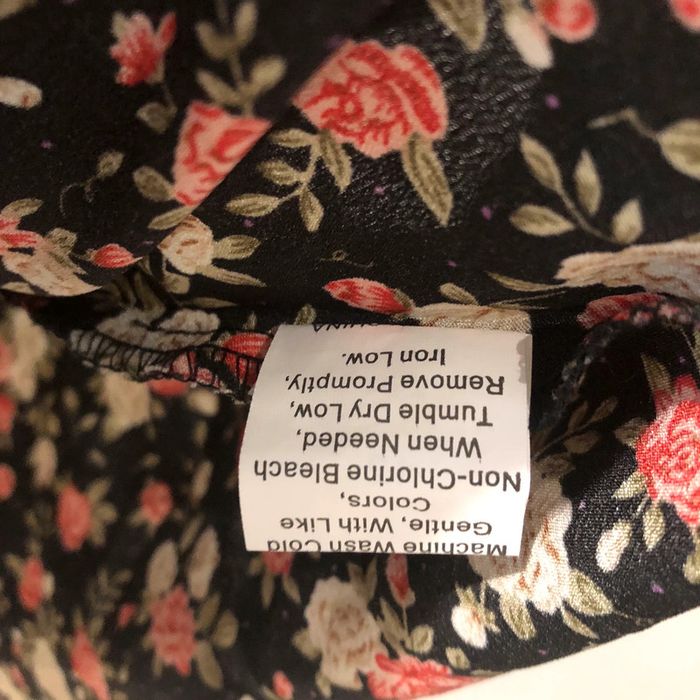 Machine Wash Cold
Gentle, With Like
Colors,
Non-Chlorine Bleach
When Needed,
Tumble Dry Low,
Remove Promptly,
Iron Low.
CHINA